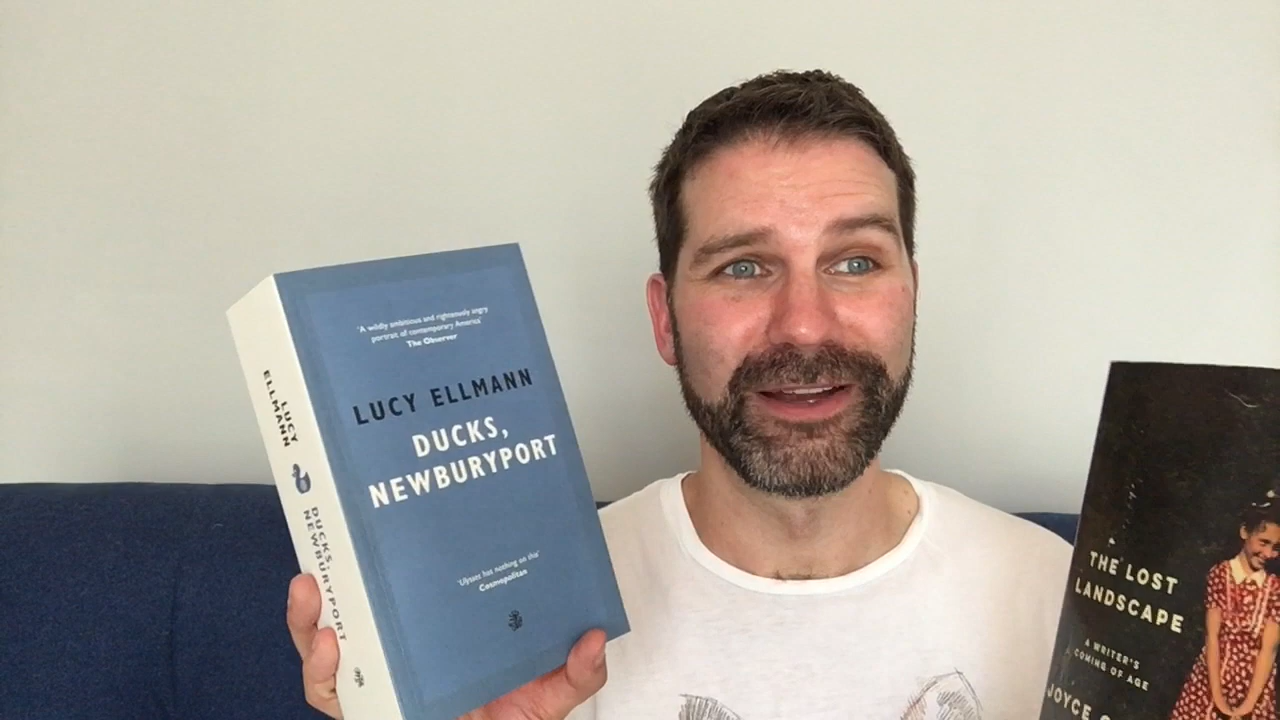 LUCY
ELLMANN
DUCKS,
NEWBURYPORT
'A wildly ambitious and righteously angry
portrait of contemporary America'
The Observer
LUCY ELLMANN
DUCKS,
NEWBURYPORT
'Ulysses has nothing on this'
Cosmopolitan
THE LOST
LANDSCAPE
A WRITER'S
COMING OF AGE
JOYCE